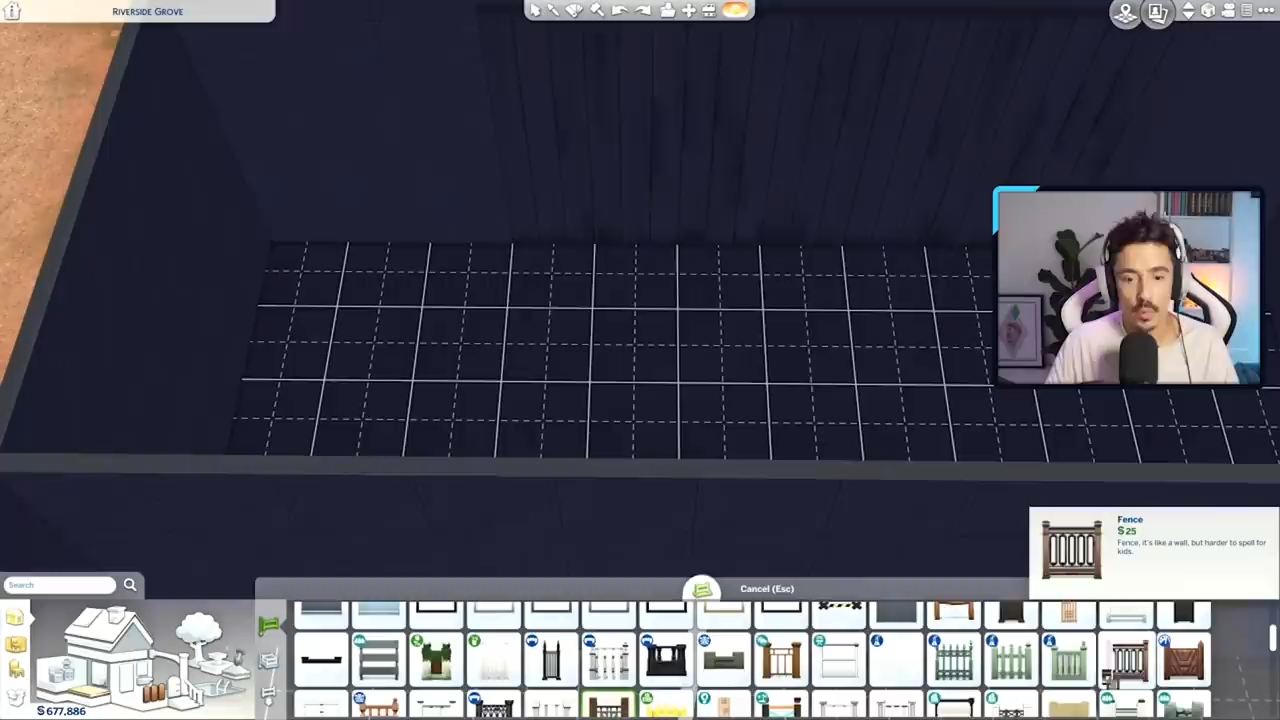 RIVERSIDE GROVE
Fence
§25
Fence, it's like a wall, but harder to spell for
kids.
Search
Cancel (Esc)
§677,886